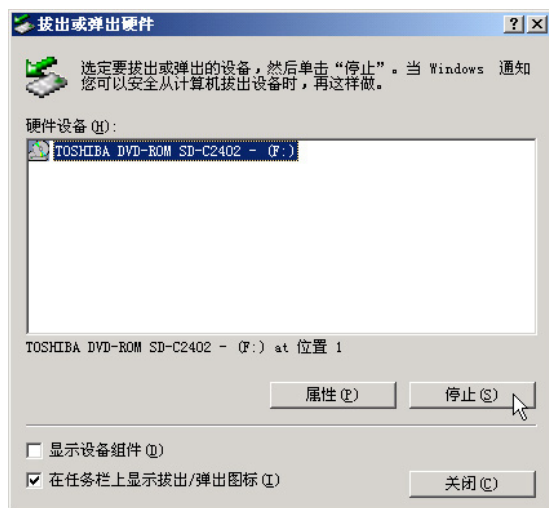 拔出或弹出硬件
选定要拔出或弹出的设备，然后单击“停止”。当 Windows 通知
您可以安全从计算机拔出设备时，再这样做。
硬件设备(H):
TOSHIBA DVD-ROM SD-C2402 - (F:)
TOSHIBA DVD-ROM SD-C2402 - (F:) at 位置 1
属性(P)
停止(S)
显示设备组件(D)
在任务栏上显示拔出/弹出图标(I)
关闭(C)